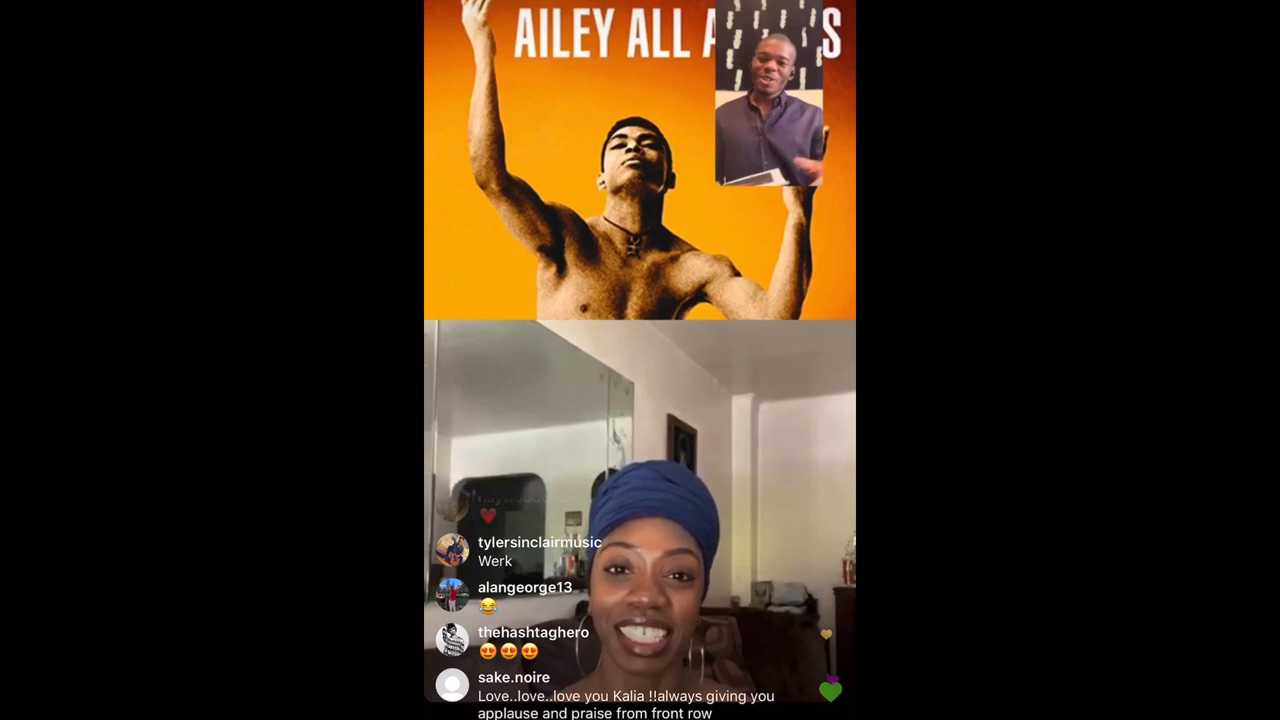 AILEY ALL A S
tylersinclairmusic
Werk
alangeorge13
😂
thehashtaghero
😍😍😍
sake.noire
Love..love..love you Kalia !!always giving you
applause and praise from front row